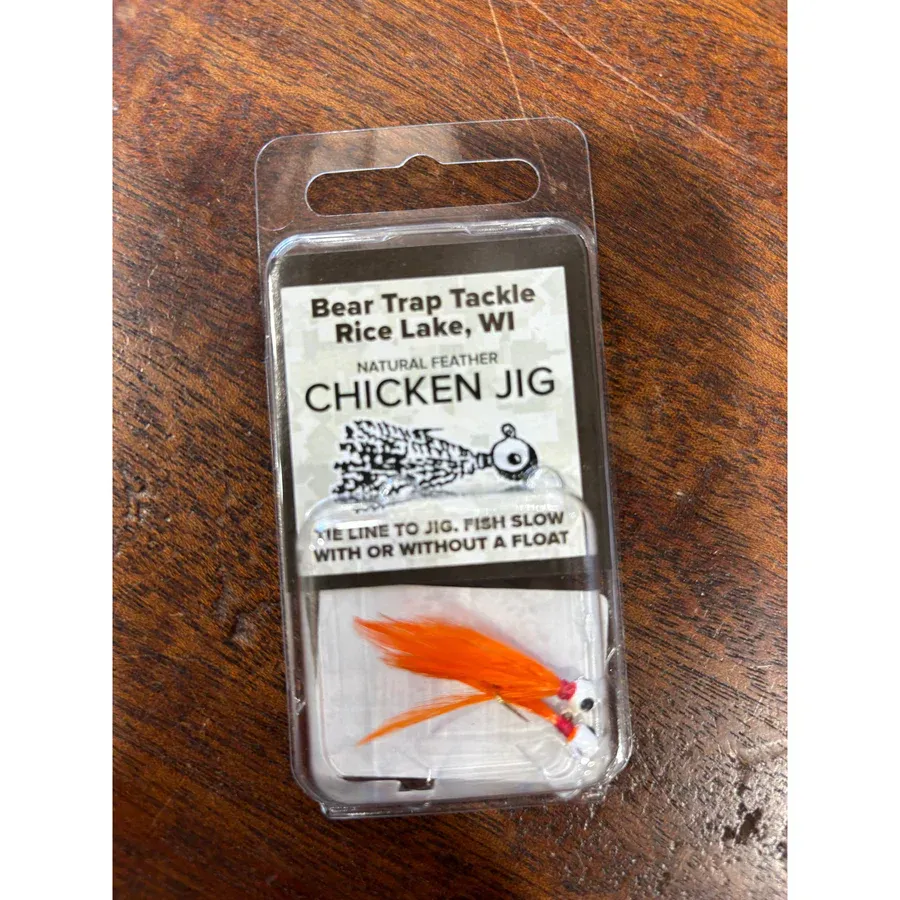 Bear Trap Tackle
Rice Lake, WI
NATURAL FEATHER
CHICKEN JIG
TIE LINE TO JIG. FISH SLOW
WITH OR WITHOUT A FLOAT